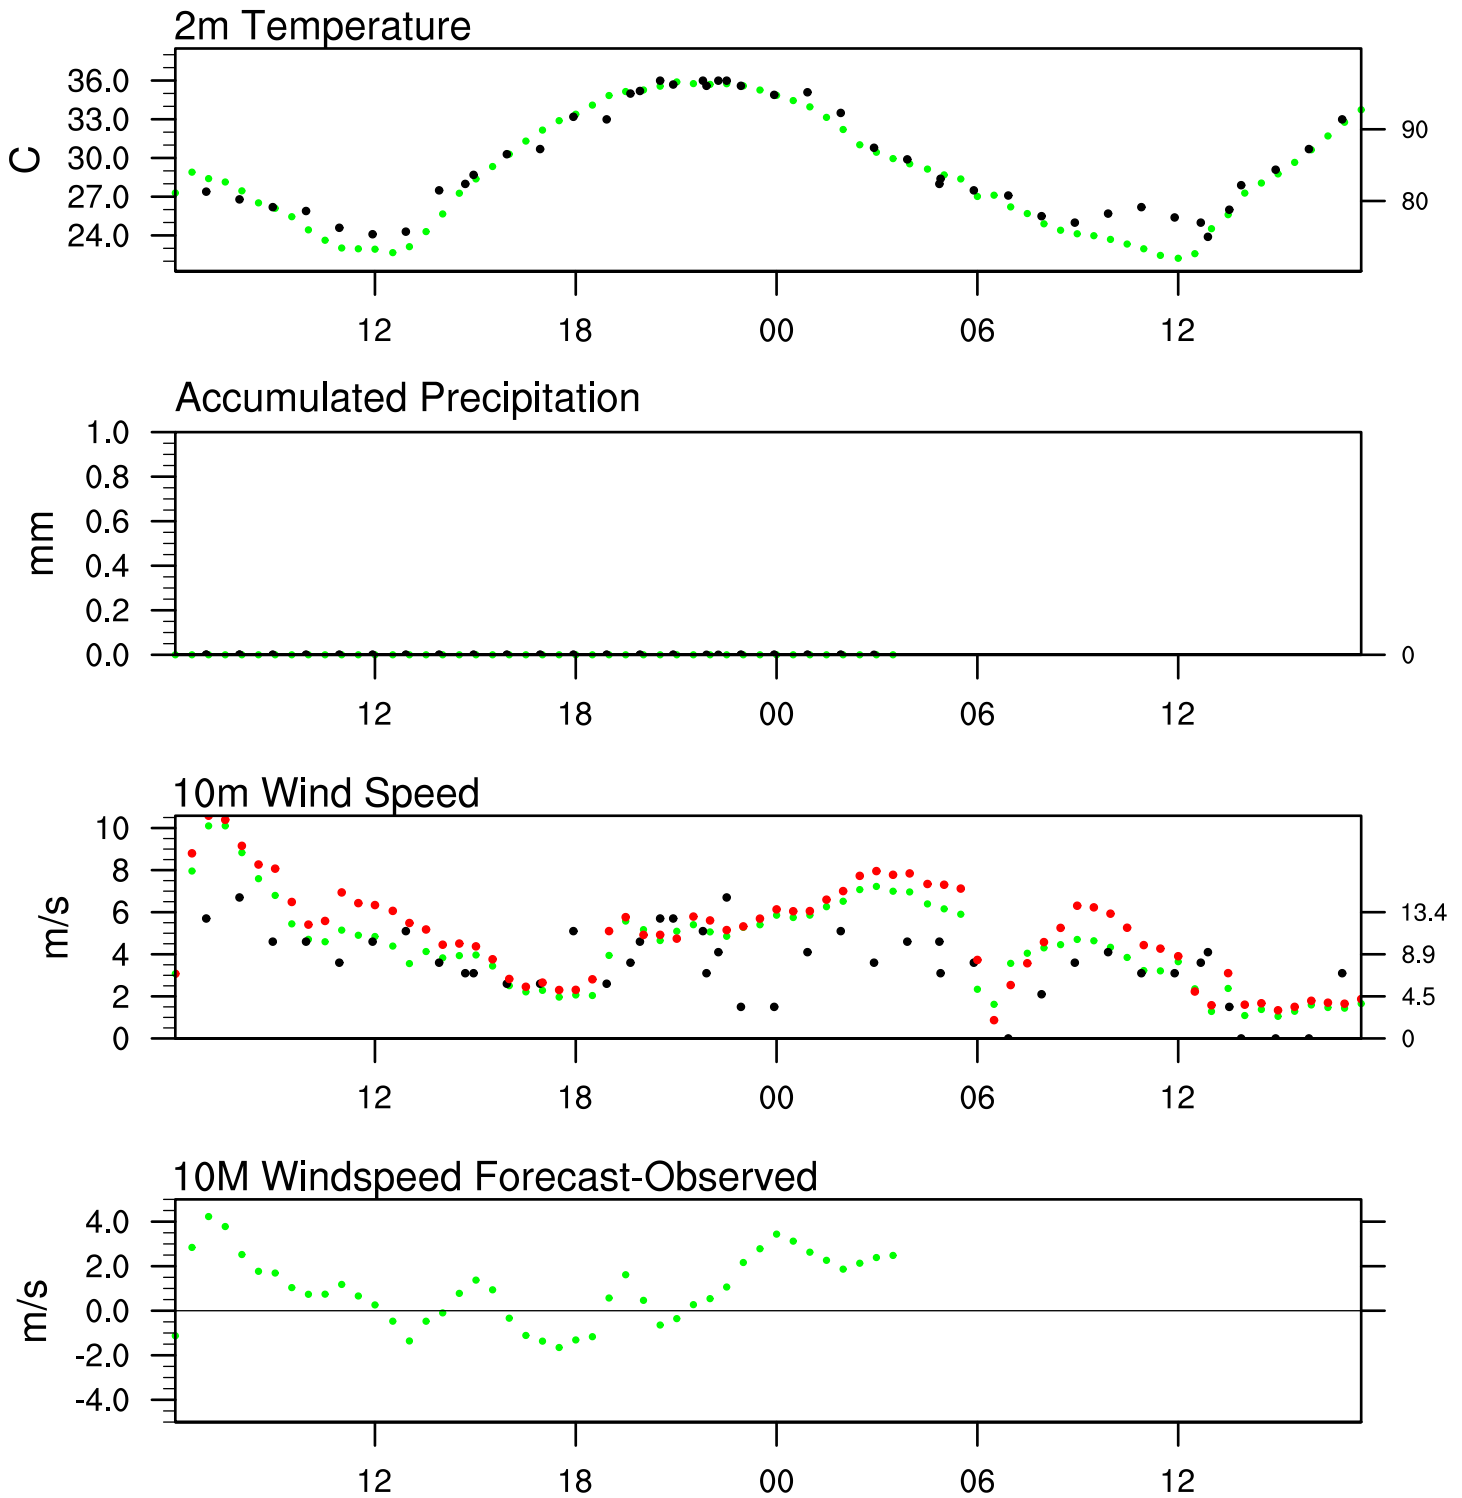 2m Temperature
36.0
33.0
30.0
27.0
24.0
C
90
80
12 18 00 06 12
Accumulated Precipitation
1.0
0.8
0.6
0.4
0.2
0.0
mm
0
12 18 00 06 12
10m Wind Speed
10
8
6
4
2
0
m/s
13.4
8.9
4.5
0
12 18 00 06 12
10M Windspeed Forecast-Observed
4.0
2.0
0.0
-2.0
-4.0
m/s
12 18 00 06 12